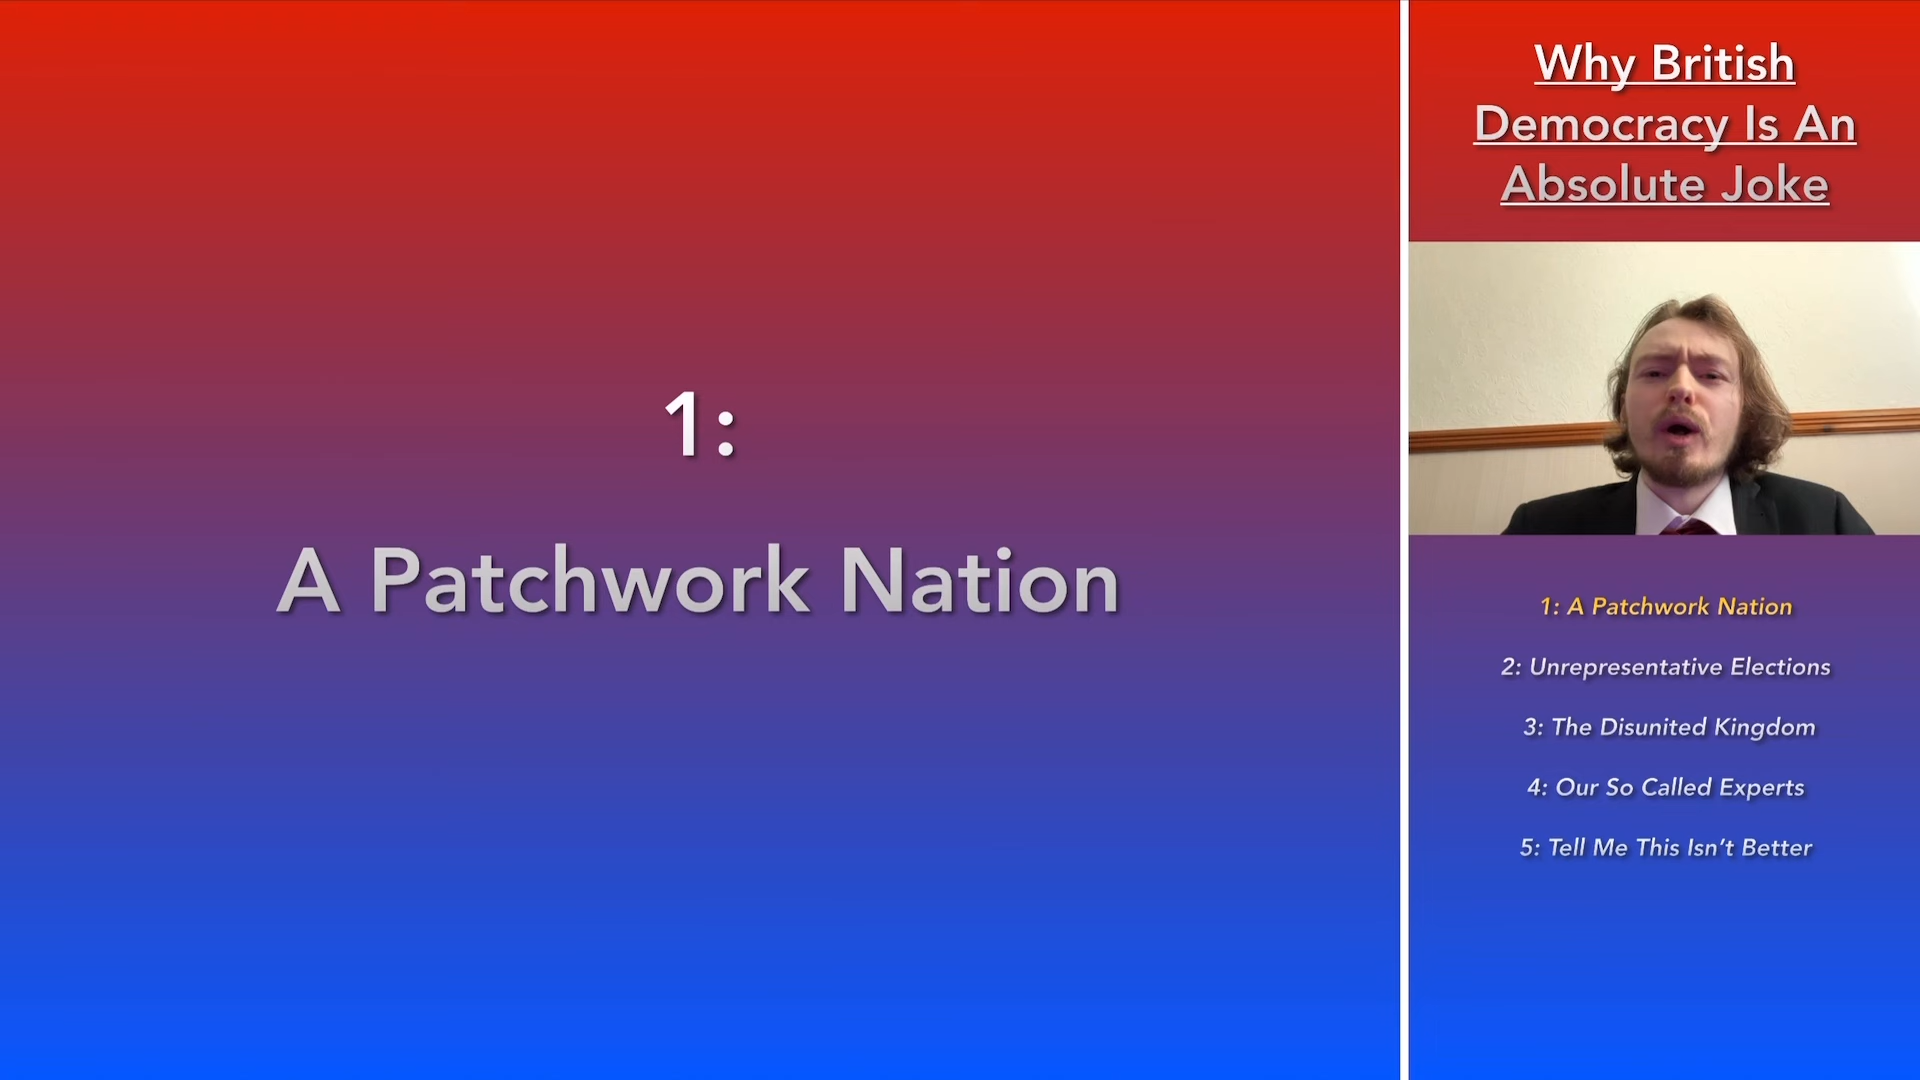 1:
A Patchwork Nation
Why British
Democracy Is An
Absolute Joke
1: A Patchwork Nation
2: Unrepresentative Elections
3: The Disunited Kingdom
4: Our So Called Experts
5: Tell Me This Isn’t Better